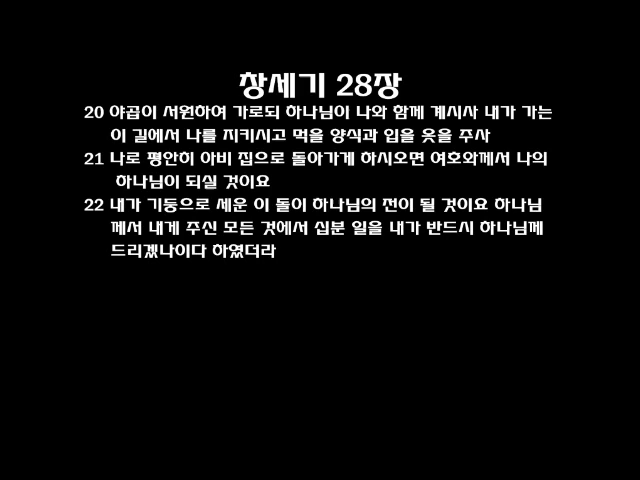 창세기 28장
20 야곱이 서원하여 가로되 하나님이 나와 함께 계시사 내가 가는
이 길에서 나를 지키시고 먹을 양식과 입을 옷을 주사
21 나로 평안히 아비 집으로 돌아가게 하시오면 여호와께서 나의
하나님이 되실 것이요
22 내가 기둥으로 세운 이 돌이 하나님의 전이 될 것이요 하나님
께서 내게 주신 모든 것에서 십분 일을 내가 반드시 하나님께
드리겠나이다 하였더라